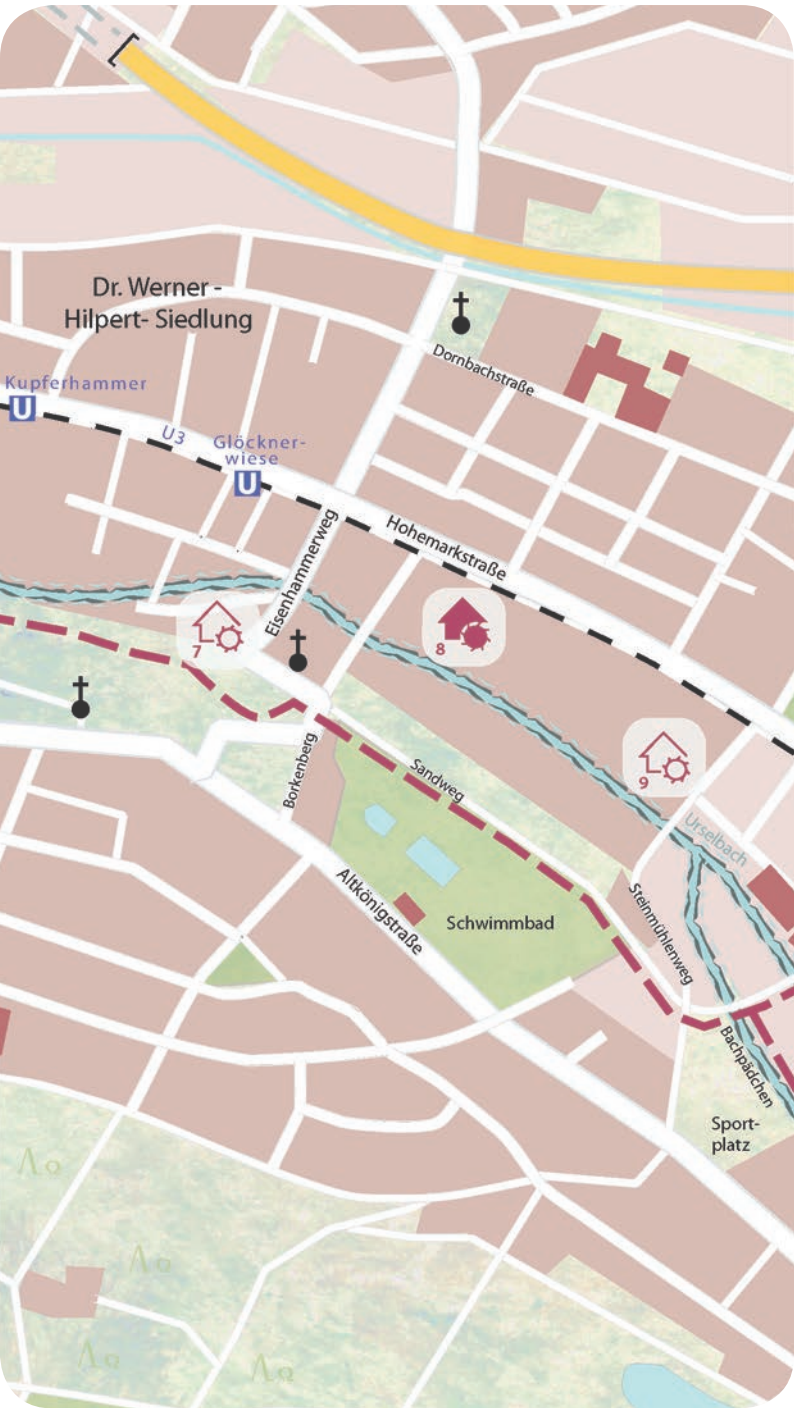 Dr. Werner -
Hilpert- Siedlung
Dornbachstraße
Kupferhammer
U
U3
Glöckner-
wiese
U
Hohemarkstraße
Eisenhammerweg
7
8
9
Borkenberg
Sandweg
Urselbach
Altkönigstraße
Schwimmbad
Steinmühlenweg
Bachpädchen
Sport-
platz